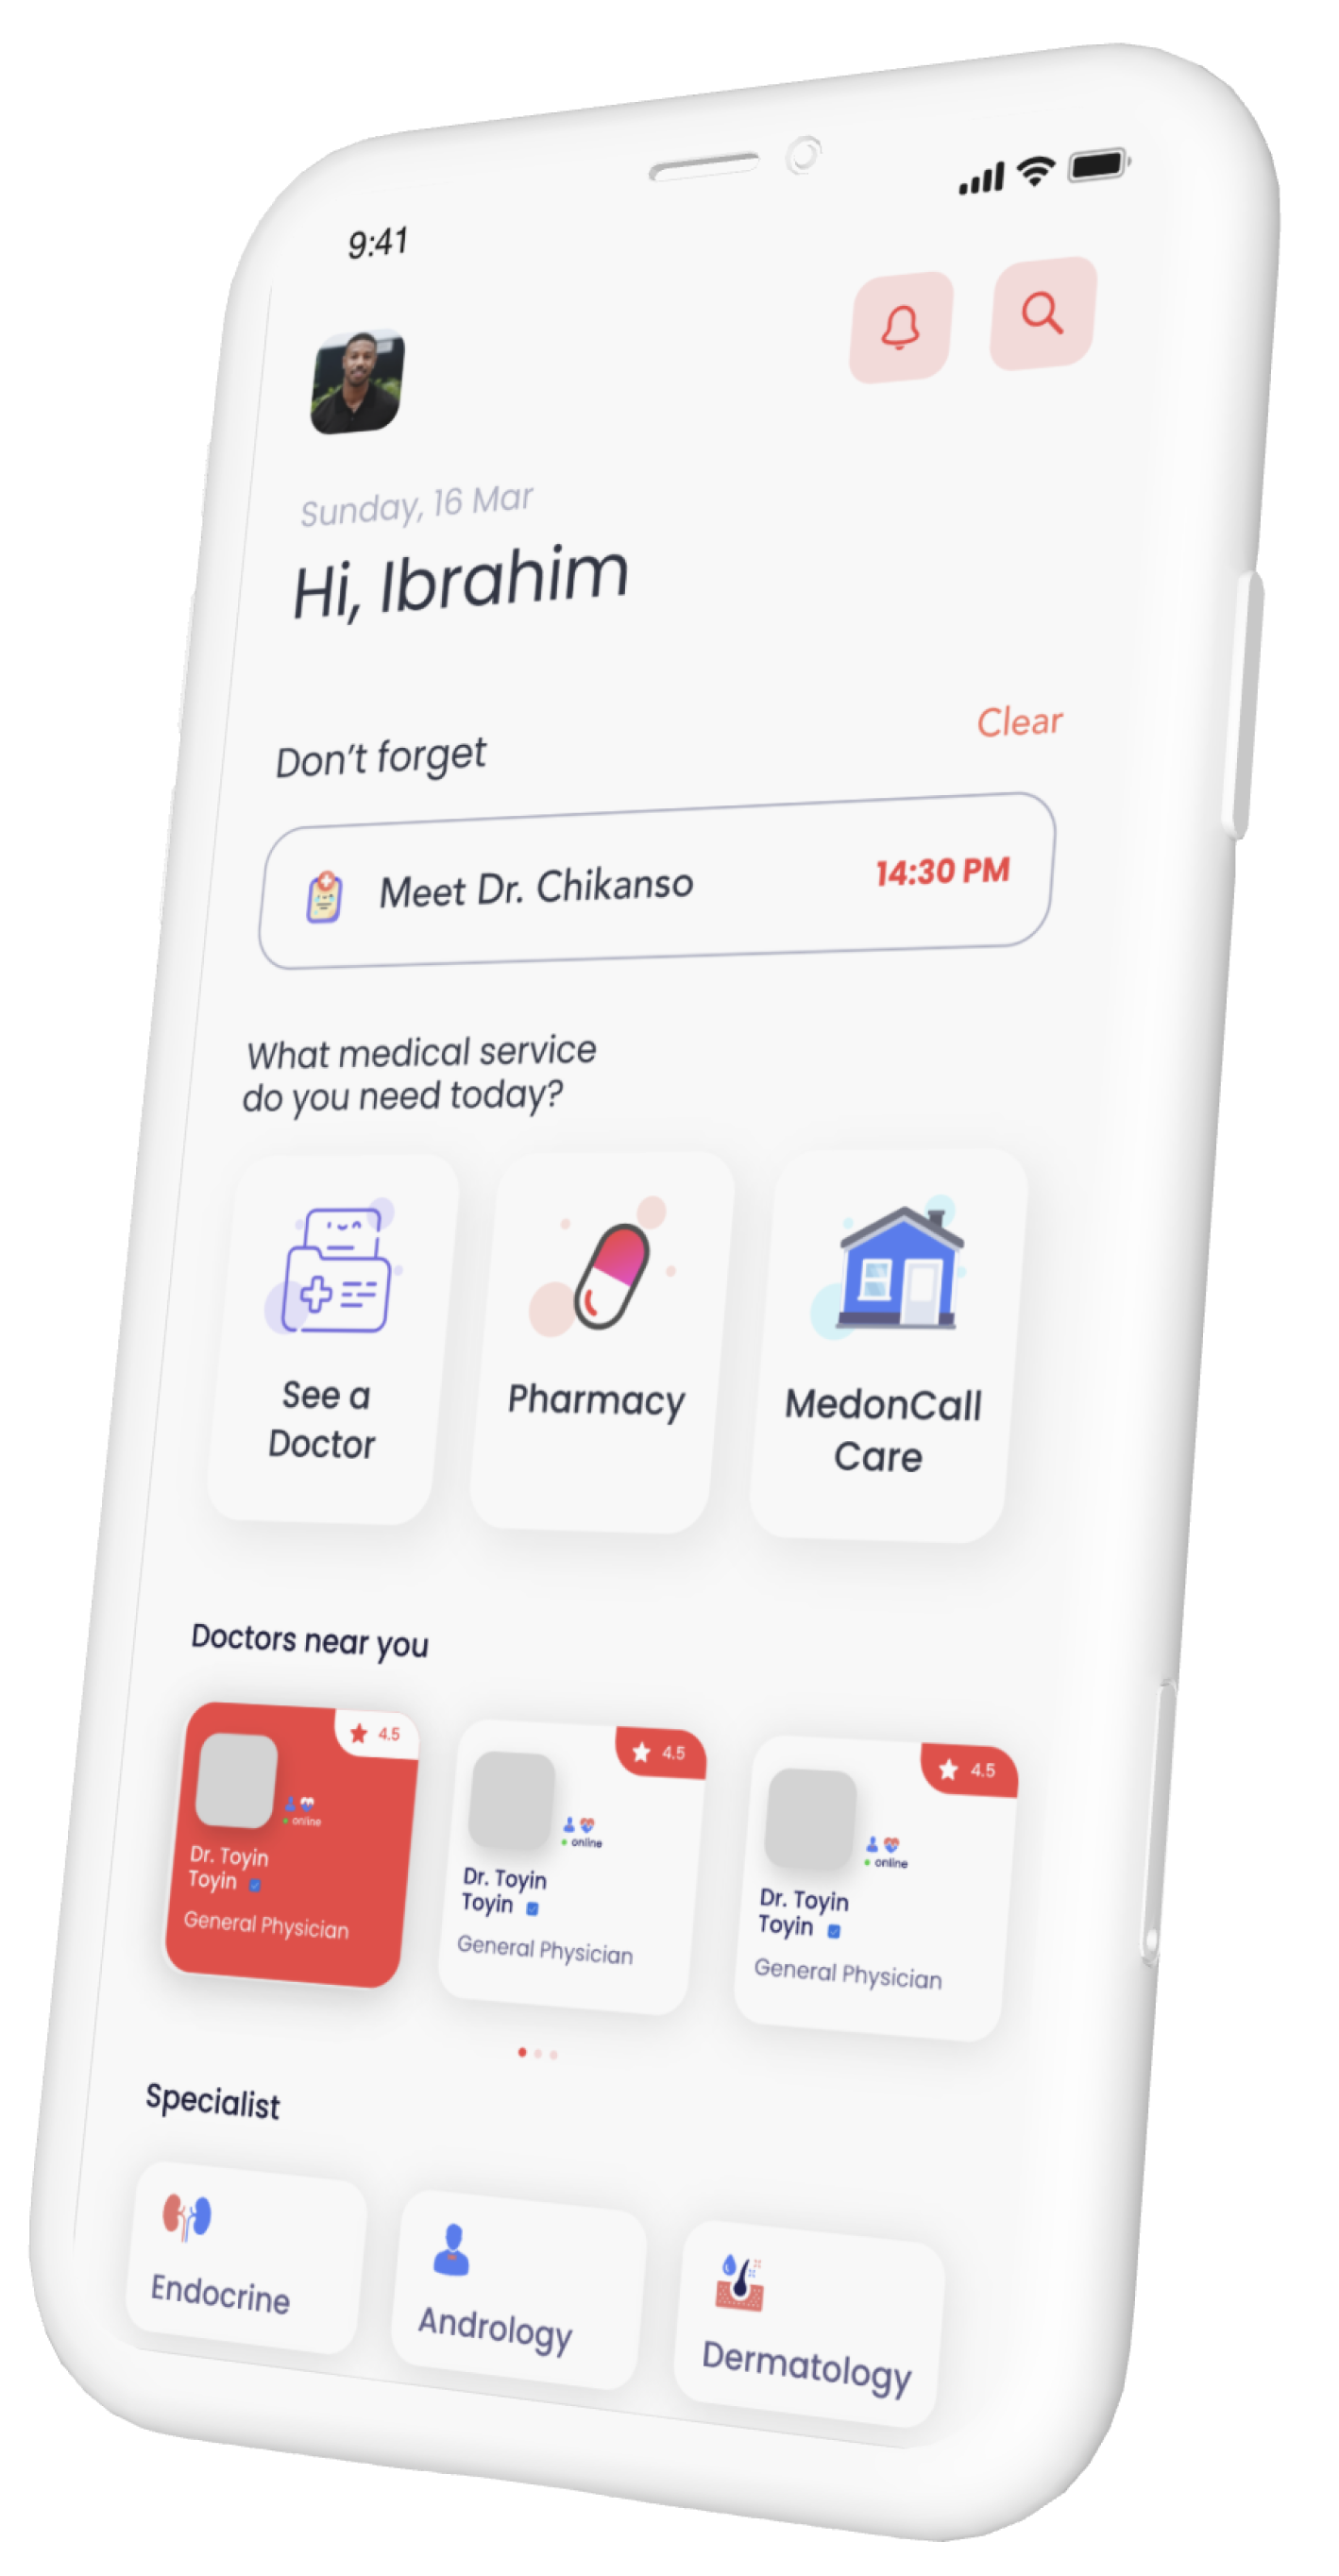 9:41
Sunday, 16 Mar
Hi, Ibrahim
Don't forget
Clear
Meet Dr. Chikanso
14:30 PM
What medical service
do you need today?
See a
Doctor
Pharmacy
MedonCall
Care
Doctors near you
4.5
online
Dr. Toyin
Toyin
General Physician
4.5
online
Dr. Toyin
Toyin
General Physician
4.5
online
Dr. Toyin
Toyin
General Physician
Specialist
Endocrine
Andrology
Dermatology